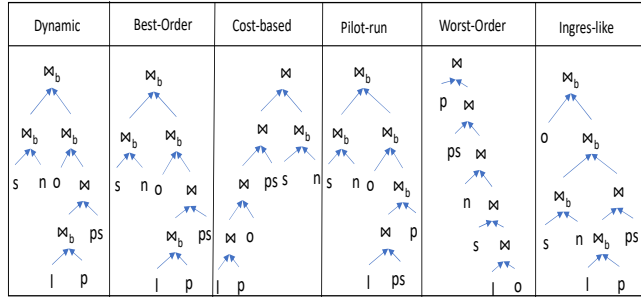 Dynamic Best-Order Cost-based Pilot-run Worst-Order Ingres-like
⋈b ⋈b ⋈ ⋈b ⋈ ⋈b
p ⋈
⋈b ⋈b ⋈b ⋈b ⋈ ⋈b ⋈b ⋈b o ⋈b
ps ⋈
s n o ⋈ s n o ⋈ ⋈ ps s n s n o ⋈b n ⋈ ⋈b ⋈
⋈b ps ⋈b ps ⋈ o ⋈b p s ⋈ s n ⋈b ps
l p l p l p l ps l o l p